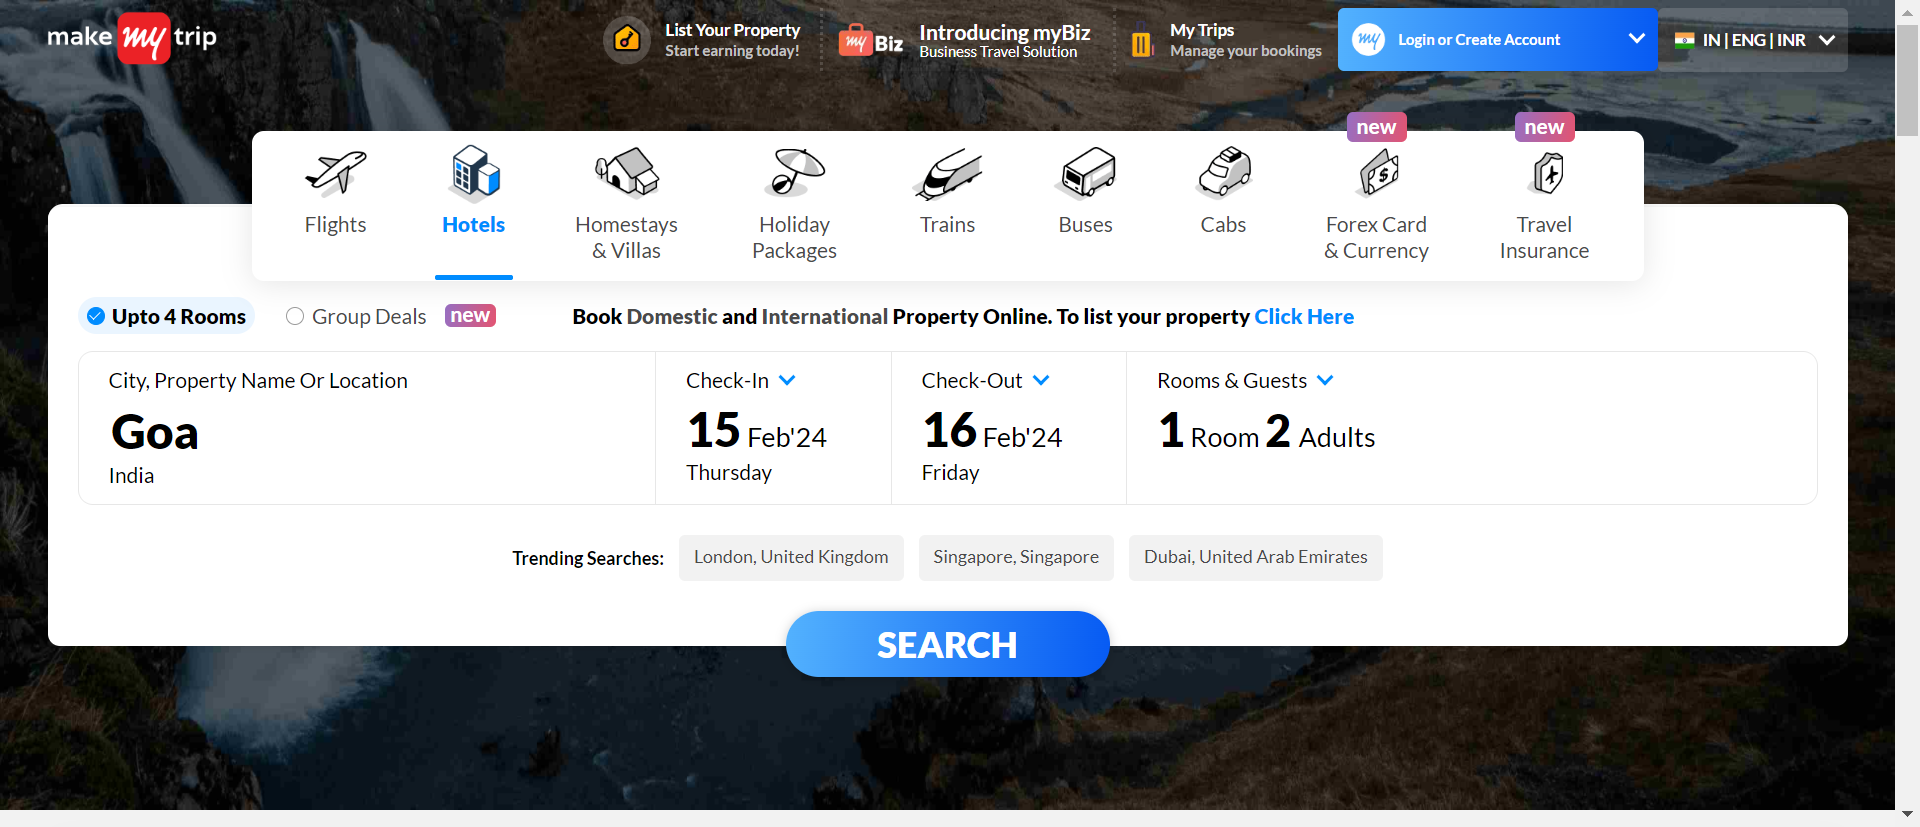 make my trip
List Your Property
Start earning today!
my Biz
Introducing myBiz
Business Travel Solution
My Trips
Manage your bookings
my
Login or Create Account
IN | ENG | INR
new
new
Flights
Hotels
Homestays
& Villas
Holiday
Packages
Trains
Buses
Cabs
Forex Card
& Currency
Travel
Insurance
Upto 4 Rooms
Group Deals
new
Book Domestic and International Property Online. To list your property Click Here
City, Property Name Or Location
Goa
India
Check-In
15 Feb'24
Thursday
Check-Out
16 Feb'24
Friday
Rooms & Guests
1 Room 2 Adults
Trending Searches:
London, United Kingdom
Singapore, Singapore
Dubai, United Arab Emirates
SEARCH